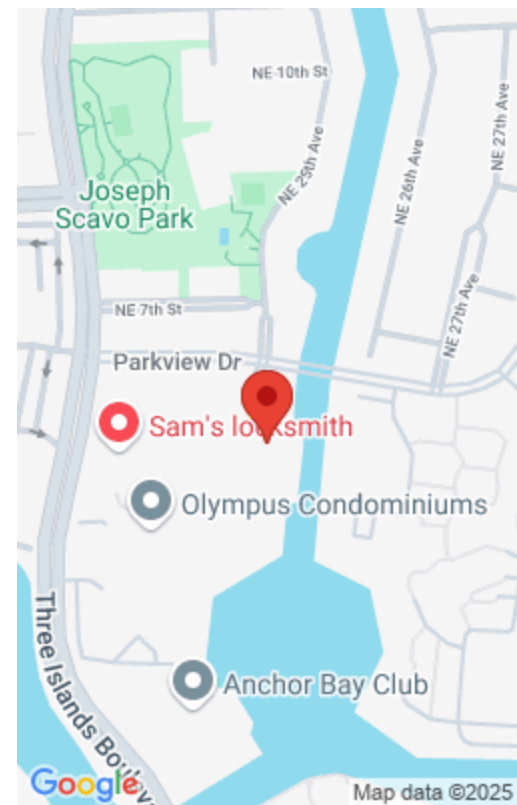 NE 10th St
NE 25th Ave
NE 26th Ave
NE 27th Ave
Joseph
Scavo Park
NE 7th St
NE 27th Ave
Parkview Dr
Sam's locksmith
Olympus Condominiums
Three Islands Boulev
Anchor Bay Club
Google
Map data ©2025